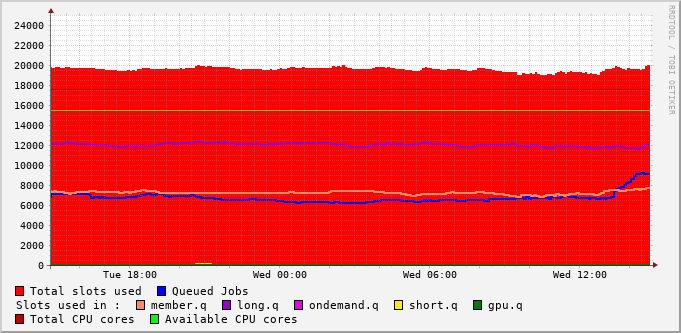 RRDTOOL / TOBI OETIKER
24000
22000
20000
18000
16000
14000
12000
10000
8000
6000
4000
2000
0
Tue 18:00 Wed 00:00 Wed 06:00 Wed 12:00
Total slots used Queued Jobs
Slots used in : member.q long.q ondemand.q short.q gpu.q
Total CPU cores Available CPU cores